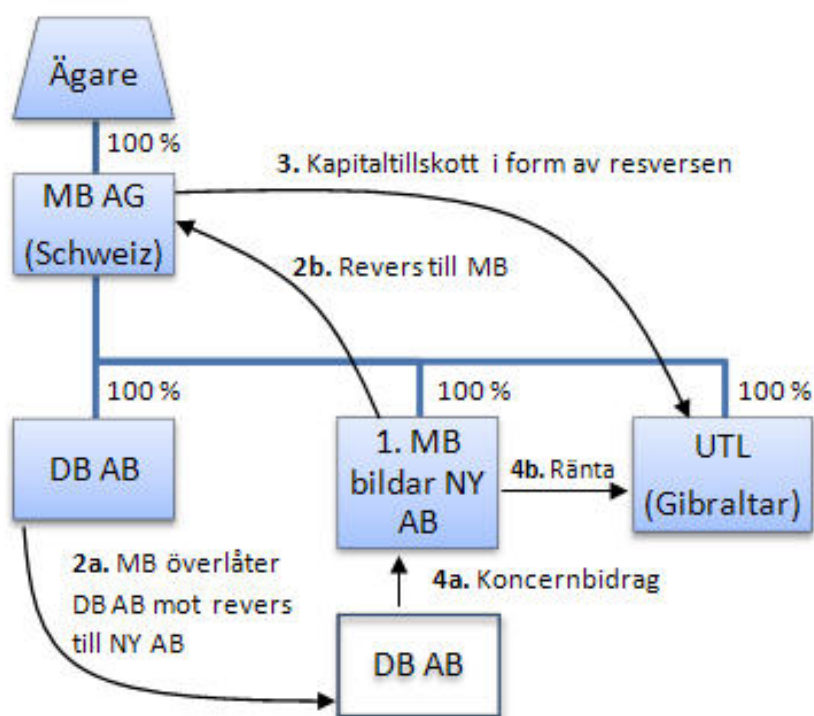 Ägare
100 %
3. Kapitaltillskott i form av resversen
MB AG
(Schweiz)
2b. Revers till MB
100 %
100 %
100 %
DB AB
1. MB
bildar NY
AB
4b. Ränta
UTL
(Gibraltar)
2a. MB överlåter
DB AB mot revers
till NY AB
4a. Koncernbidrag
DB AB